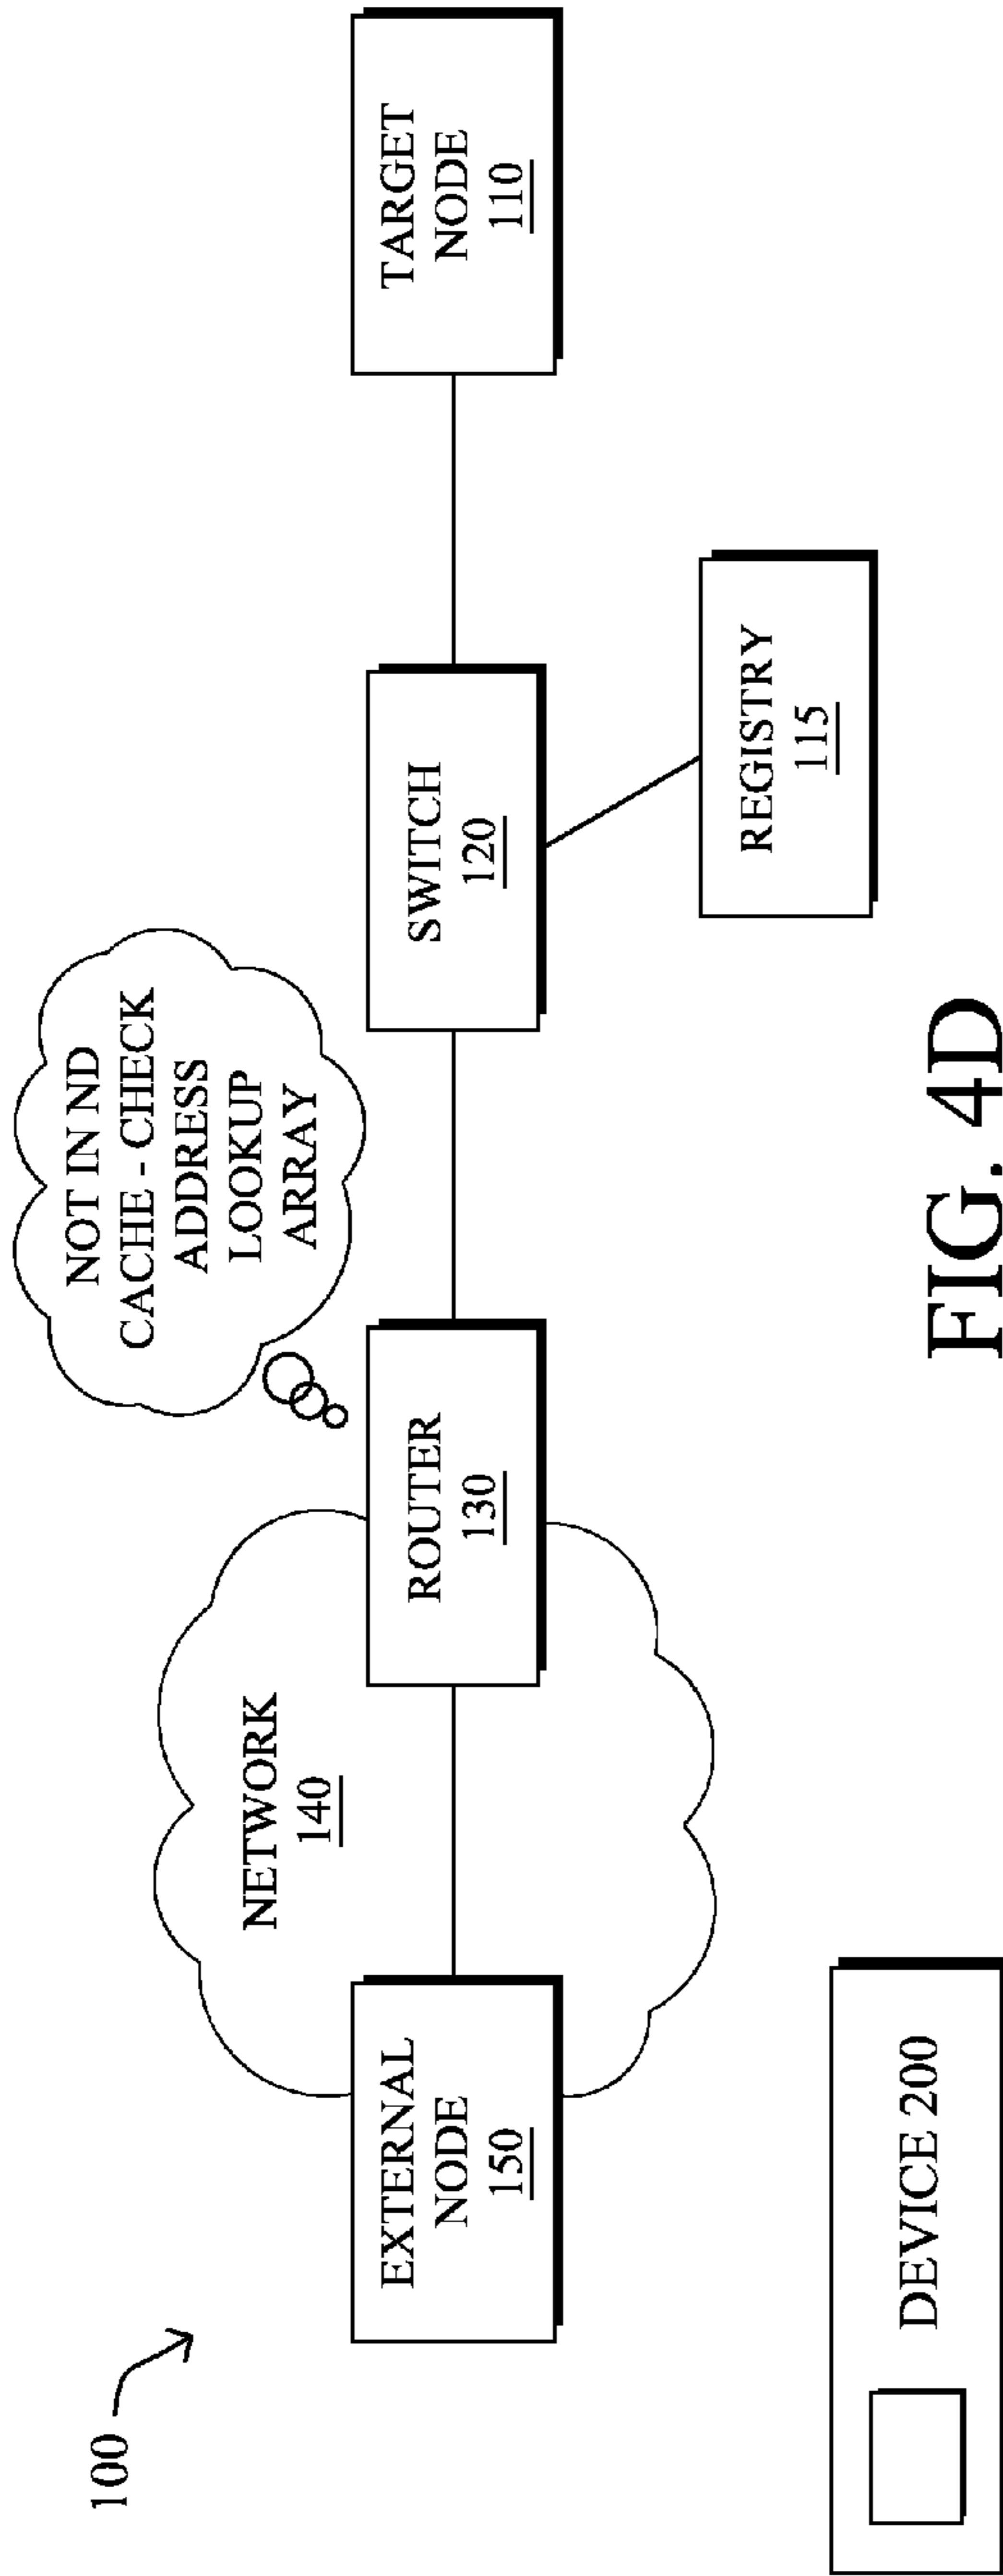 100
EXTERNAL
NODE
150
NETWORK
140
ROUTER
130
NOT IN ND
CACHE - CHECK
ADDRESS
LOOKUP
ARRAY
SWITCH
120
REGISTRY
115
TARGET
NODE
110
DEVICE 200
FIG. 4D